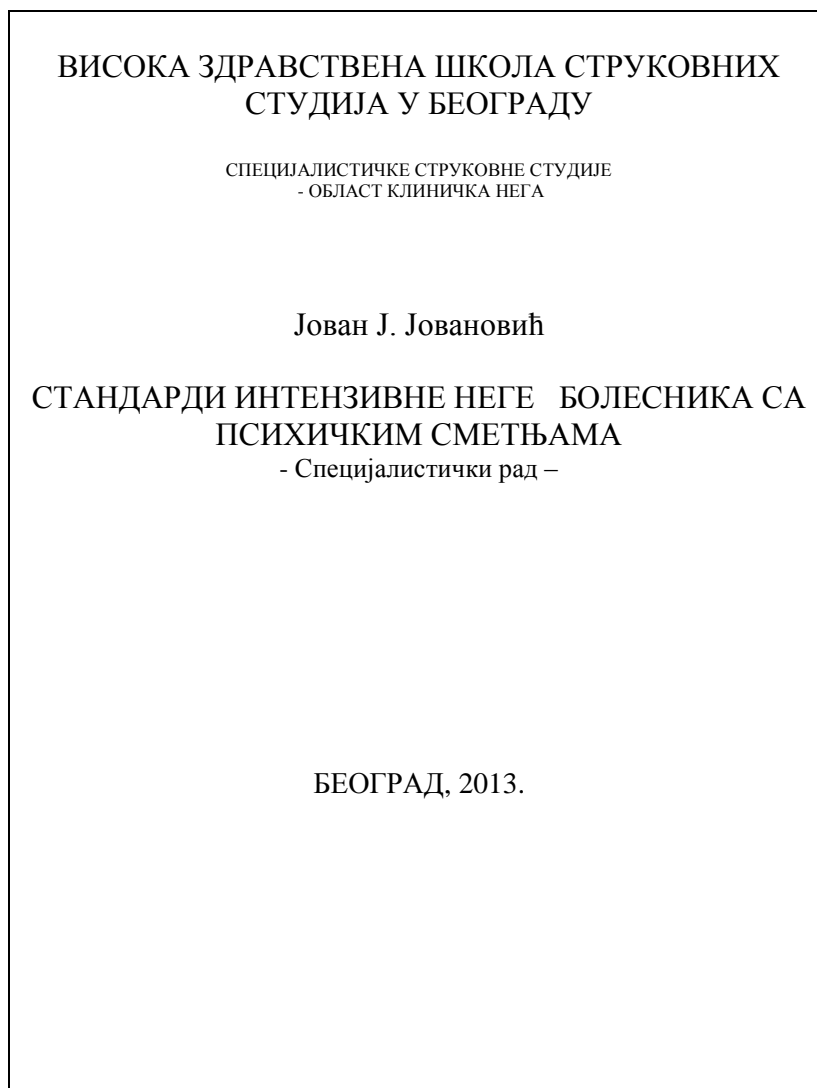 ВИСОКА ЗДРАВСТВЕНА ШКОЛА СТРУКОВНИХ
СТУДИЈА У БЕОГРАДУ
СПЕЦИЈАЛИСТИЧКЕ СТРУКОВНЕ СТУДИЈЕ
- ОБЛАСТ КЛИНИЧКА НЕГА
Јован Ј. Јовановић
СТАНДАРДИ ИНТЕНЗИВНЕ НЕГЕ   БОЛЕСНИКА СА
ПСИХИЧКИМ СМЕТЊАМА
- Специјалистички рад –
БЕОГРАД, 2013.